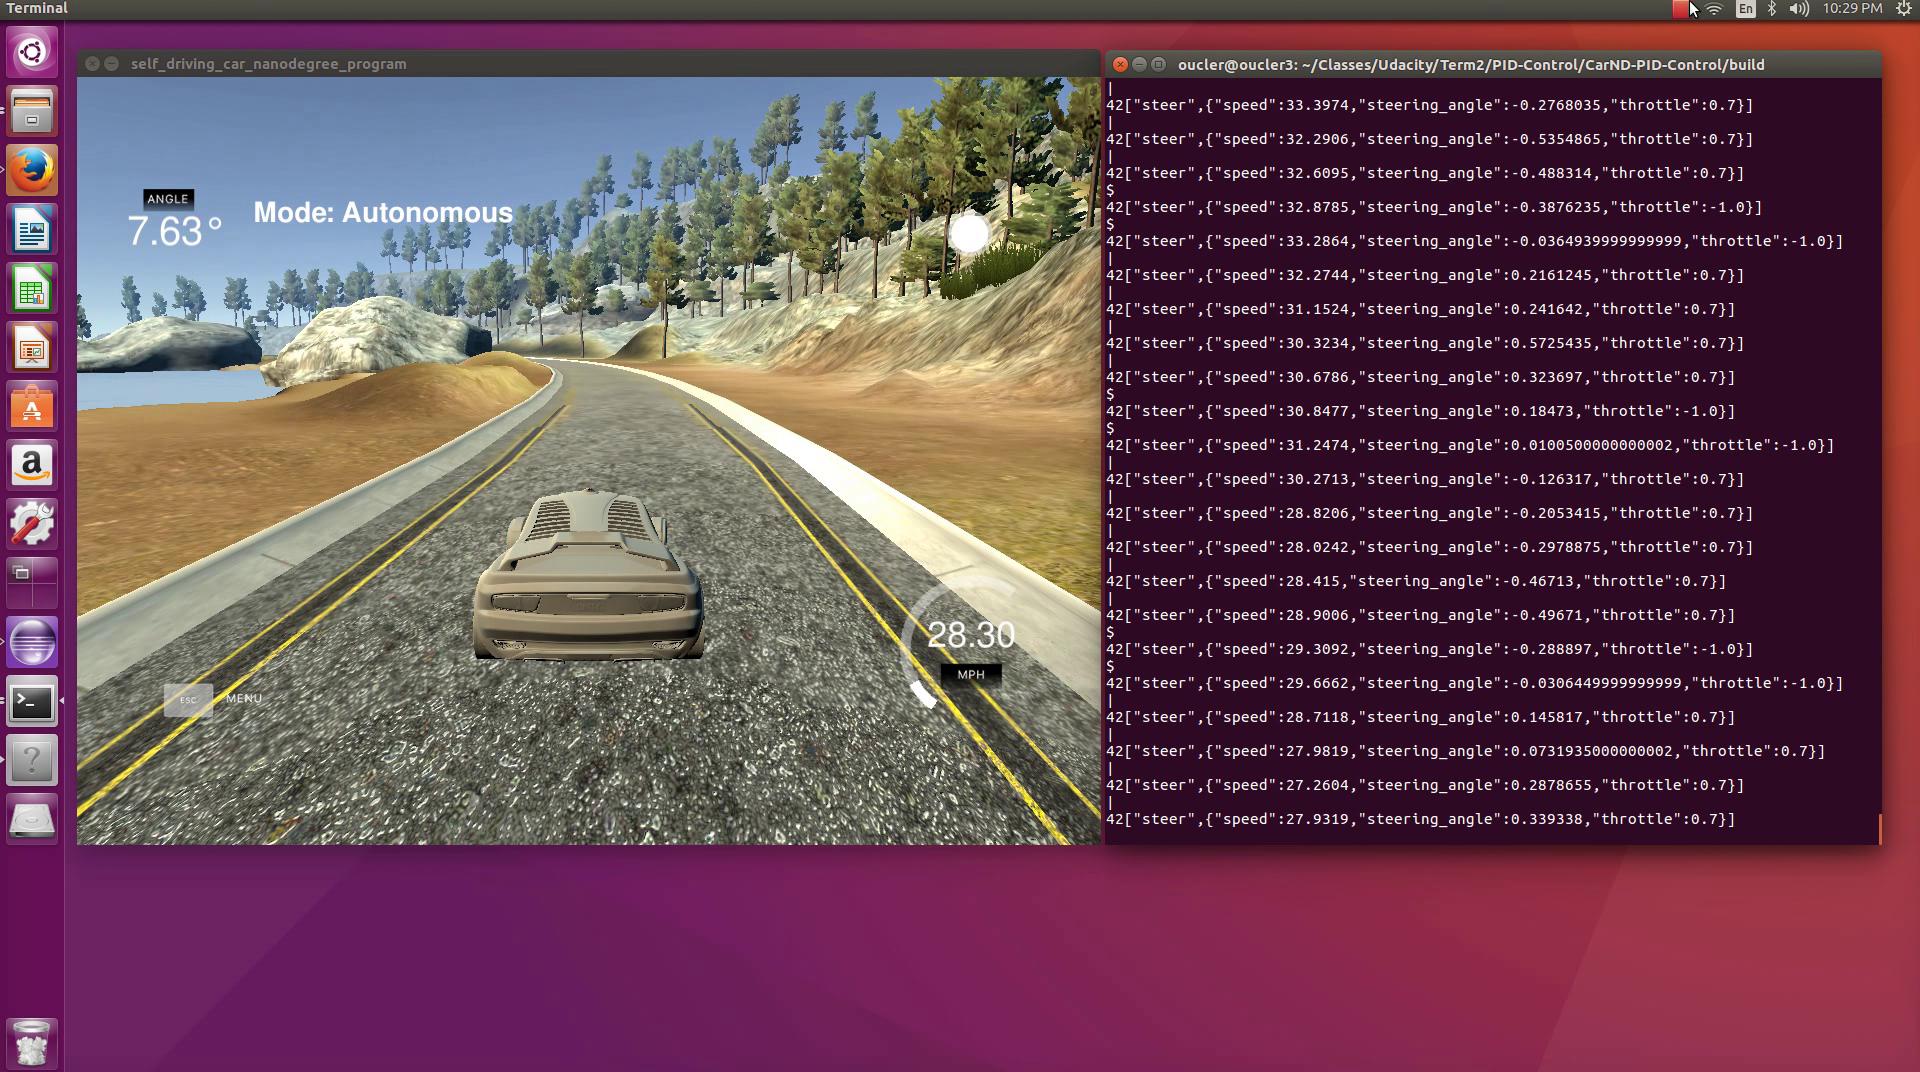 Terminal
En
10:29 PM
self_driving_car_nanodegree_program
ANGLE
7.63°
Mode: Autonomous
28.30
MPH
ESC
MENU
oucler@oucler3: ~/Classes/Udacity/Term2/PID-Control/CarND-PID-Control/build
|
42["steer",{"speed":33.3974,"steering_angle":-0.2768035,"throttle":0.7}]
|
42["steer",{"speed":32.2906,"steering_angle":-0.5354865,"throttle":0.7}]
|
42["steer",{"speed":32.6095,"steering_angle":-0.488314,"throttle":0.7}]
$
42["steer",{"speed":32.8785,"steering_angle":-0.3876235,"throttle":-1.0}]
$
42["steer",{"speed":33.2864,"steering_angle":-0.0364939999999999,"throttle":-1.0}]
|
42["steer",{"speed":32.2744,"steering_angle":0.2161245,"throttle":0.7}]
|
42["steer",{"speed":31.1524,"steering_angle":0.241642,"throttle":0.7}]
|
42["steer",{"speed":30.3234,"steering_angle":0.5725435,"throttle":0.7}]
|
42["steer",{"speed":30.6786,"steering_angle":0.323697,"throttle":0.7}]
$
42["steer",{"speed":30.8477,"steering_angle":0.18473,"throttle":-1.0}]
$
42["steer",{"speed":31.2474,"steering_angle":0.0100500000000002,"throttle":-1.0}]
|
42["steer",{"speed":30.2713,"steering_angle":-0.126317,"throttle":0.7}]
|
42["steer",{"speed":28.8206,"steering_angle":-0.2053415,"throttle":0.7}]
|
42["steer",{"speed":28.0242,"steering_angle":-0.2978875,"throttle":0.7}]
|
42["steer",{"speed":28.415,"steering_angle":-0.46713,"throttle":0.7}]
|
42["steer",{"speed":28.9006,"steering_angle":-0.49671,"throttle":0.7}]
$
42["steer",{"speed":29.3092,"steering_angle":-0.288897,"throttle":-1.0}]
$
42["steer",{"speed":29.6662,"steering_angle":-0.0306449999999999,"throttle":-1.0}]
|
42["steer",{"speed":28.7118,"steering_angle":0.145817,"throttle":0.7}]
|
42["steer",{"speed":27.9819,"steering_angle":0.0731935000000002,"throttle":0.7}]
|
42["steer",{"speed":27.2604,"steering_angle":0.2878655,"throttle":0.7}]
|
42["steer",{"speed":27.9319,"steering_angle":0.339338,"throttle":0.7}]